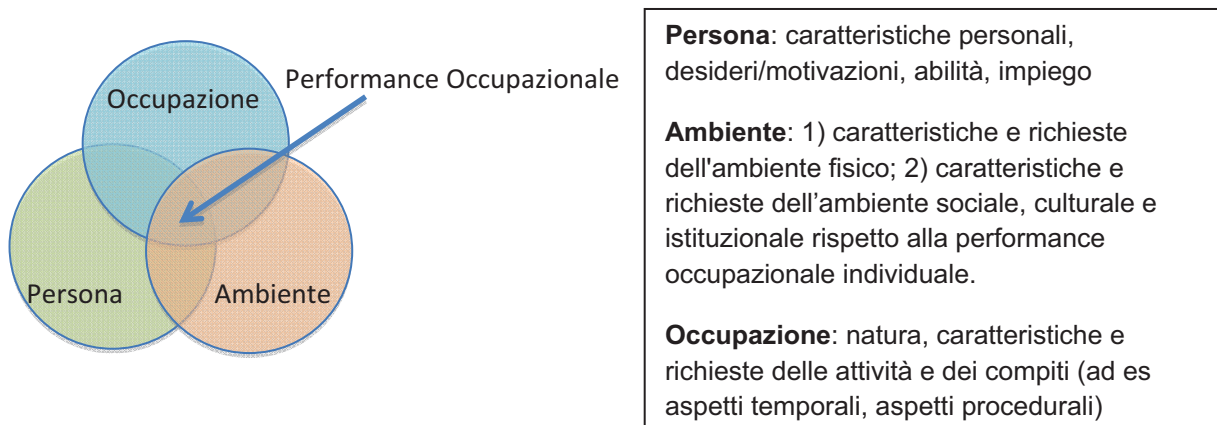 Occupazione
Performance Occupazionale
Persona
Ambiente
Persona: caratteristiche personali,
desideri/motivazioni, abilità, impiego
Ambiente: 1) caratteristiche e richieste
dell'ambiente fisico; 2) caratteristiche e
richieste dell’ambiente sociale, culturale e
istituzionale rispetto alla performance
occupazionale individuale.
Occupazione: natura, caratteristiche e
richieste delle attività e dei compiti (ad es
aspetti temporali, aspetti procedurali)